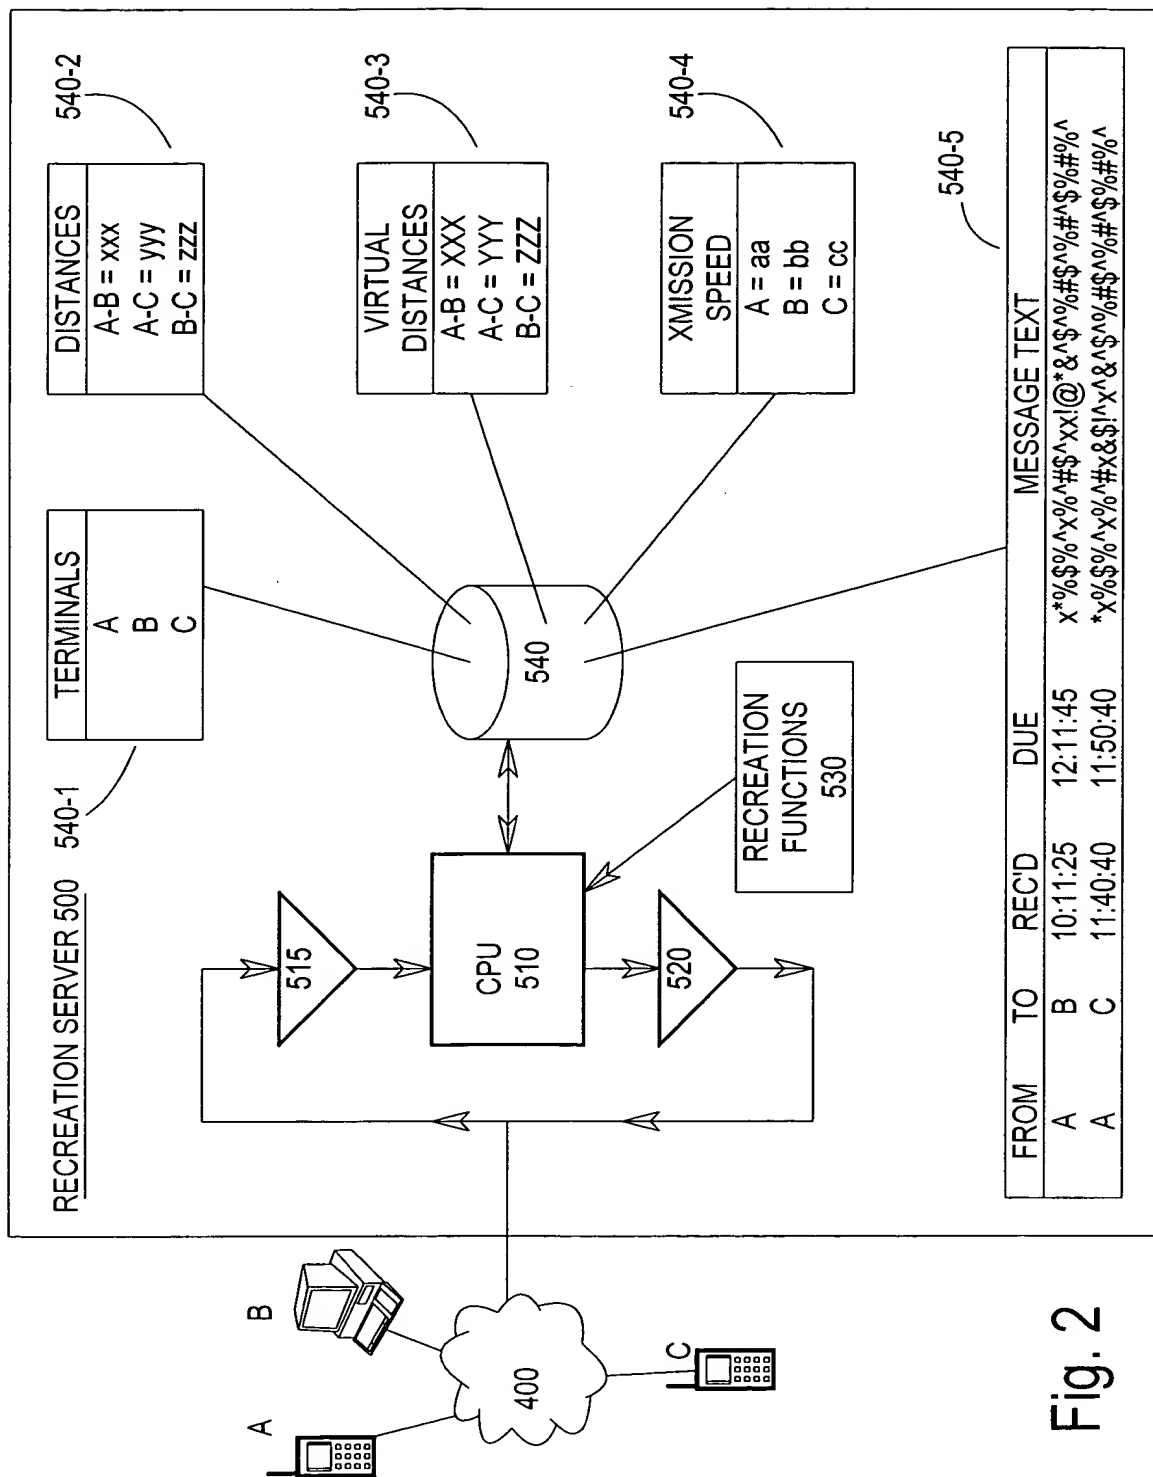 RECREATION SERVER 500
540-1
TERMINALS
A
B
C
540-2
DISTANCES
A-B = xxx
A-C = yyy
B-C = zzz
540-3
VIRTUAL
DISTANCES
A-B = XXX
A-C = YYY
B-C = ZZZ
540-4
XMISSION
SPEED
A = aa
B = bb
C = cc
515
CPU
510
520
540
RECREATION
FUNCTIONS
530
A
B
C
400
540-5
FROM TO REC'D DUE MESSAGE TEXT
A B 10:11:25 12:11:45 x*%$%^x%^#$^xx!@*&^$^%#$^%#^$%#%^
A C 11:40:40 11:50:40 *x%$%^x%^#x&$!^x^&^$^%#$^%#^$%#%^
Fig. 2